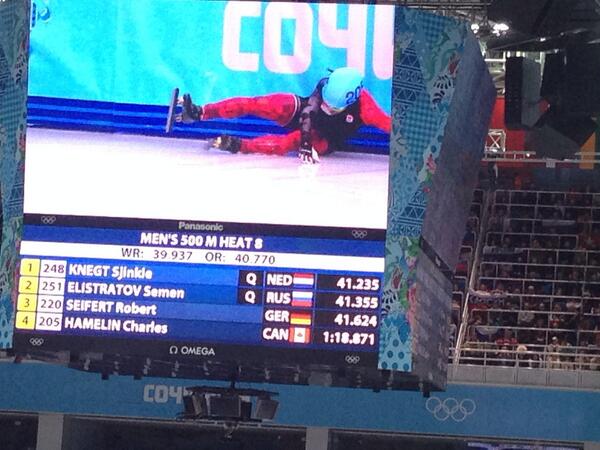 СОЧИ
205
Panasonic
MEN'S 500 M HEAT 8
WR: 39 937 OR: 40 770
1 248 KNEGT Sjinkie Q NED 41.235
2 251 ELISTRATOV Semen Q RUS 41.355
3 220 SEIFERT Robert GER 41.624
4 205 HAMELIN Charles CAN 1:18.871
Ω OMEGA
СОЧ